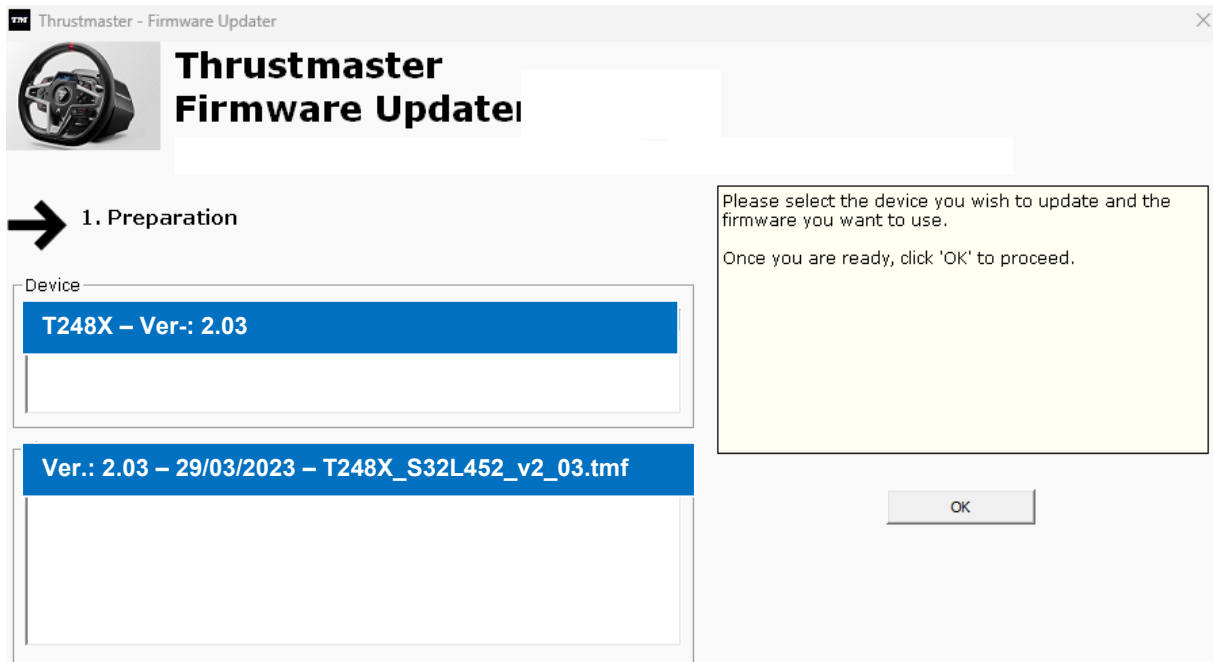 Thrustmaster - Firmware Updater
Thrustmaster
Firmware Updater
1. Preparation
Please select the device you wish to update and the
firmware you want to use.
Once you are ready, click 'OK' to proceed.
Device
T248X – Ver-: 2.03
Ver.: 2.03 – 29/03/2023 – T248X_S32L452_v2_03.tmf
OK